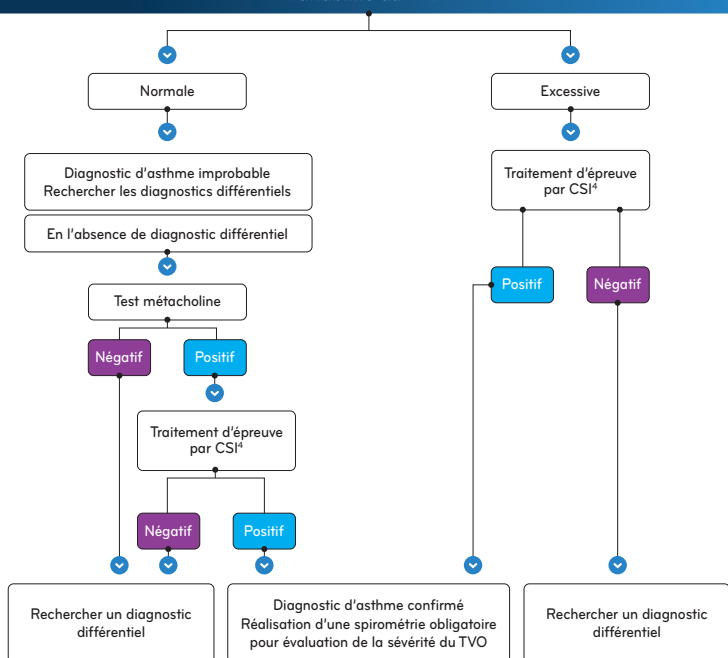 Normale
Excessive
Diagnostic d'asthme improbable
Rechercher les diagnostics différentiels
Traitement d'épreuve
par CSI⁴
En l'absence de diagnostic différentiel
Positif
Négatif
Test métacholine
Négatif
Positif
Traitement d'épreuve
par CSI⁴
Négatif
Positif
Rechercher un diagnostic
différentiel
Diagnostic d'asthme confirmé
Réalisation d'une spirométrie obligatoire
pour évaluation de la sévérité du TVO
Rechercher un diagnostic
différentiel